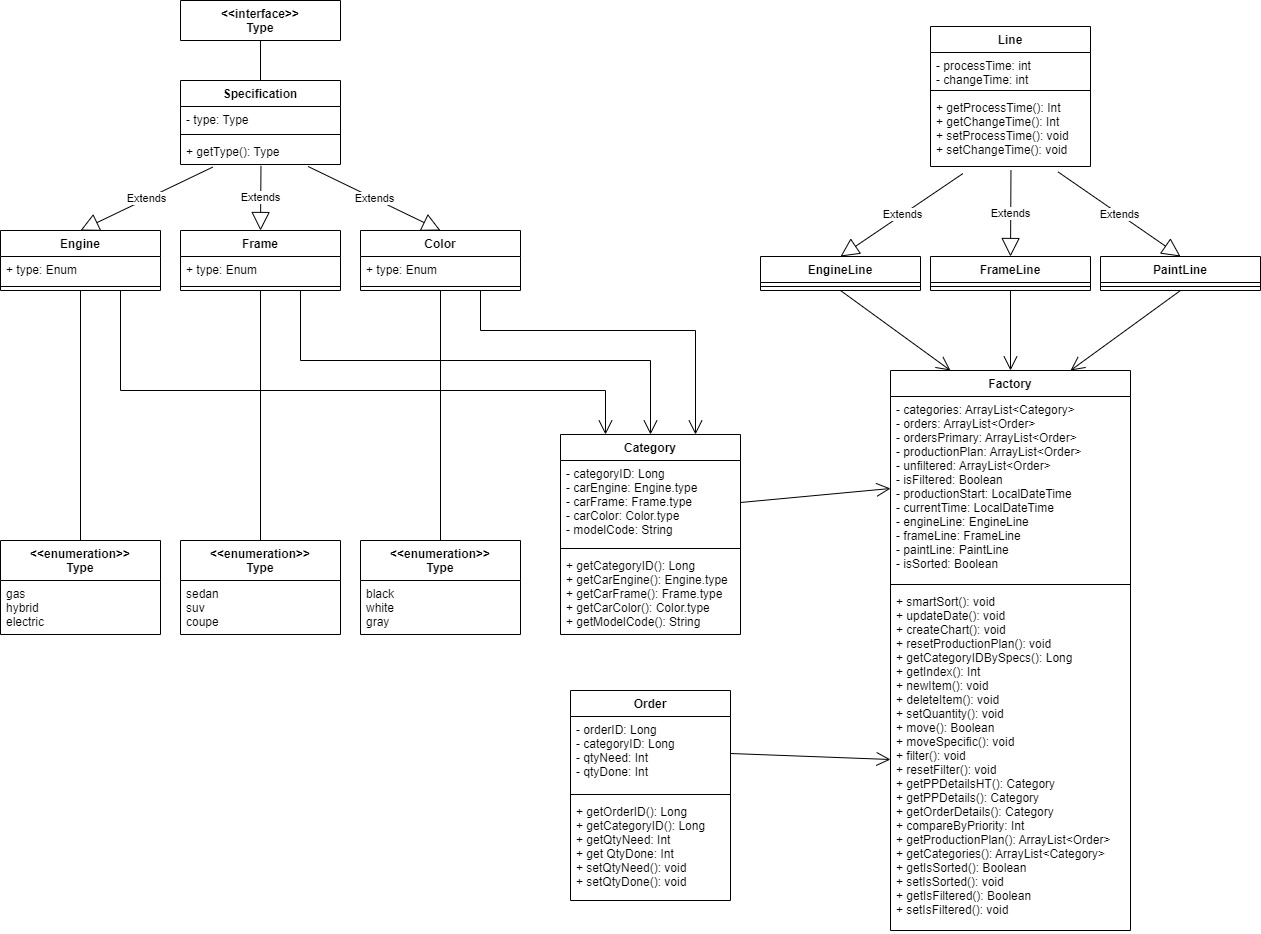 <<interface>>
Type
Specification
- type: Type
+ getType(): Type
Extends
Extends
Extends
Engine
+ type: Enum
Frame
+ type: Enum
Color
+ type: Enum
<<enumeration>>
Type
gas
hybrid
electric
<<enumeration>>
Type
sedan
suv
coupe
<<enumeration>>
Type
black
white
gray
Category
- categoryID: Long
- carEngine: Engine.type
- carFrame: Frame.type
- carColor: Color.type
- modelCode: String
+ getCategoryID(): Long
+ getCarEngine(): Engine.type
+ getCarFrame(): Frame.type
+ getCarColor(): Color.type
+ getModelCode(): String
Order
- orderID: Long
- categoryID: Long
- qtyNeed: Int
- qtyDone: Int
+ getOrderID(): Long
+ getCategoryID(): Long
+ getQtyNeed: Int
+ get QtyDone: Int
+ setQtyNeed(): void
+ setQtyDone(): void
Line
- processTime: int
- changeTime: int
+ getProcessTime(): Int
+ getChangeTime(): Int
+ setProcessTime(): void
+ setChangeTime(): void
Extends
Extends
Extends
EngineLine
FrameLine
PaintLine
Factory
- categories: ArrayList<Category>
- orders: ArrayList<Order>
- ordersPrimary: ArrayList<Order>
- productionPlan: ArrayList<Order>
- unfiltered: ArrayList<Order>
- isFiltered: Boolean
- productionStart: LocalDateTime
- currentTime: LocalDateTime
- engineLine: EngineLine
- frameLine: FrameLine
- paintLine: PaintLine
- isSorted: Boolean
+ smartSort(): void
+ updateDate(): void
+ createChart(): void
+ resetProductionPlan(): void
+ getCategoryIDBySpecs(): Long
+ getIndex(): Int
+ newItem(): void
+ deleteItem(): void
+ setQuantity(): void
+ move(): Boolean
+ moveSpecific(): void
+ filter(): void
+ resetFilter(): void
+ getPPDetailsHT(): Category
+ getPPDetails(): Category
+ getOrderDetails(): Category
+ compareByPriority: Int
+ getProductionPlan(): ArrayList<Order>
+ getCategories(): ArrayList<Category>
+ getIsSorted(): Boolean
+ setIsSorted(): void
+ getIsFiltered(): Boolean
+ setIsFiltered(): void